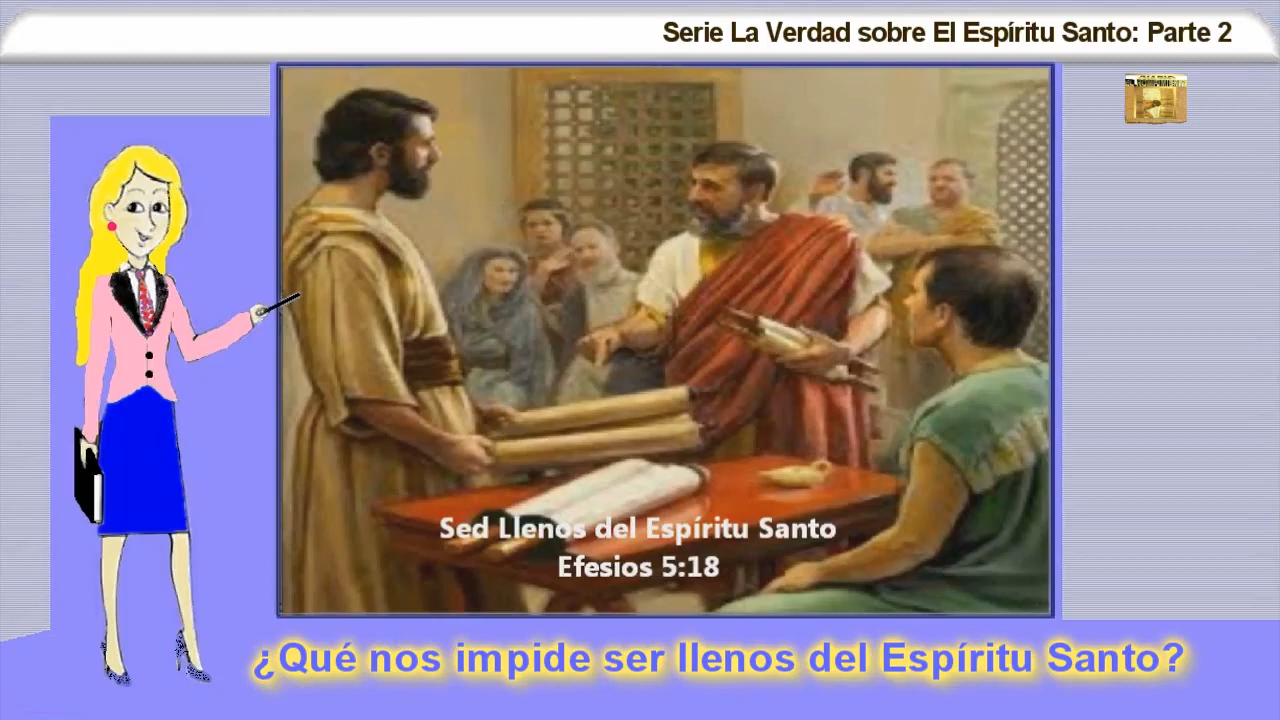 Serie La Verdad sobre El Espíritu Santo: Parte 2
Sed Llenos del Espíritu Santo
Efesios 5:18
¿Qué nos impide ser llenos del Espíritu Santo?